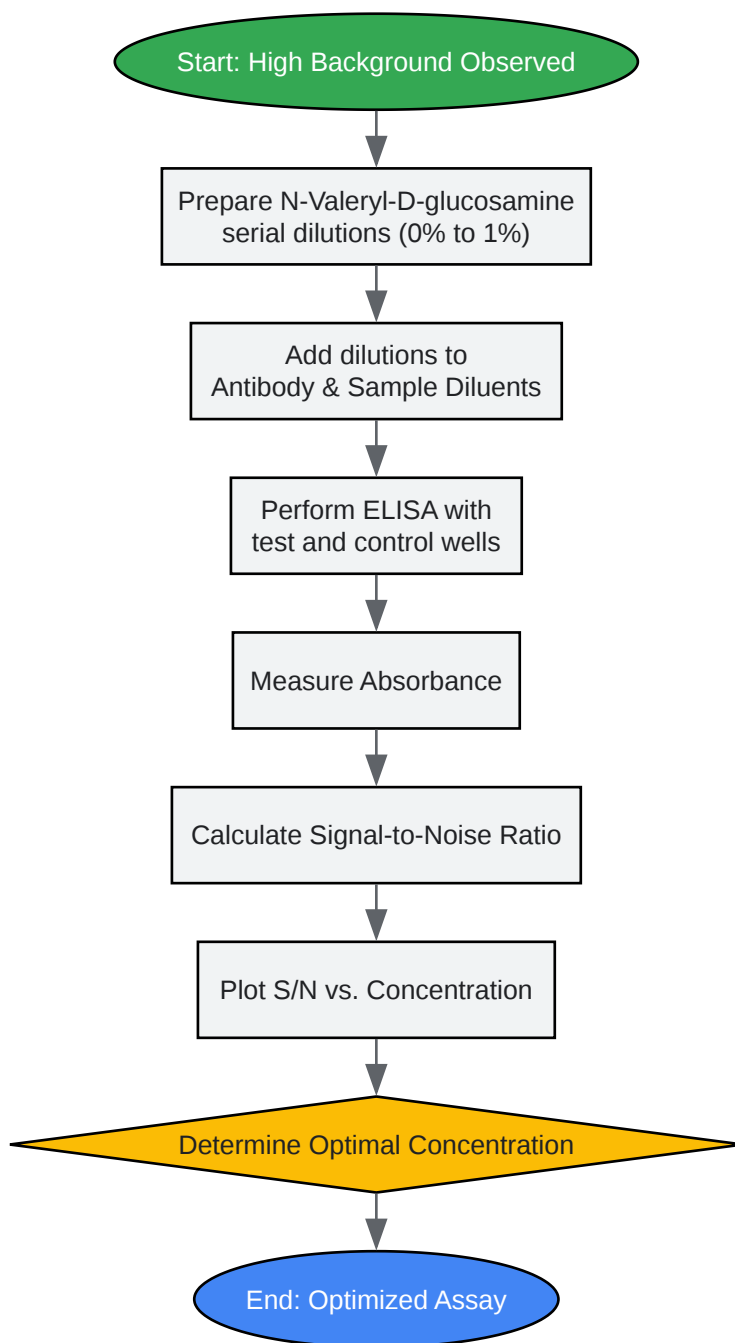 Start: High Background Observed
Prepare N-Valeryl-D-glucosamine
serial dilutions (0% to 1%)
Add dilutions to
Antibody & Sample Diluents
Perform ELISA with
test and control wells
Measure Absorbance
Calculate Signal-to-Noise Ratio
Plot S/N vs. Concentration
Determine Optimal Concentration
End: Optimized Assay